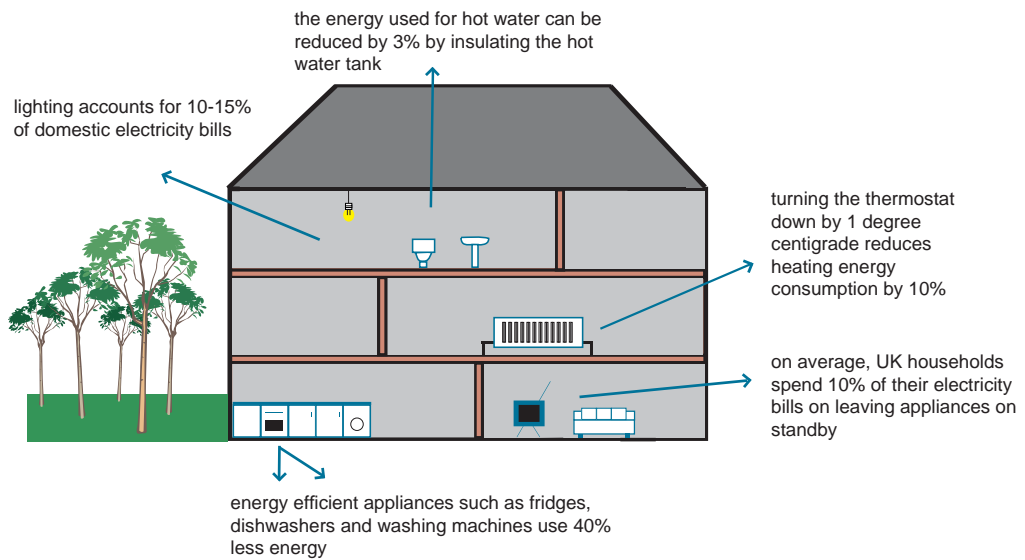 the energy used for hot water can be
reduced by 3% by insulating the hot
water tank
lighting accounts for 10-15%
of domestic electricity bills
turning the thermostat
down by 1 degree
centigrade reduces
heating energy
consumption by 10%
on average, UK households
spend 10% of their electricity
bills on leaving appliances on
standby
energy efficient appliances such as fridges,
dishwashers and washing machines use 40%
less energy